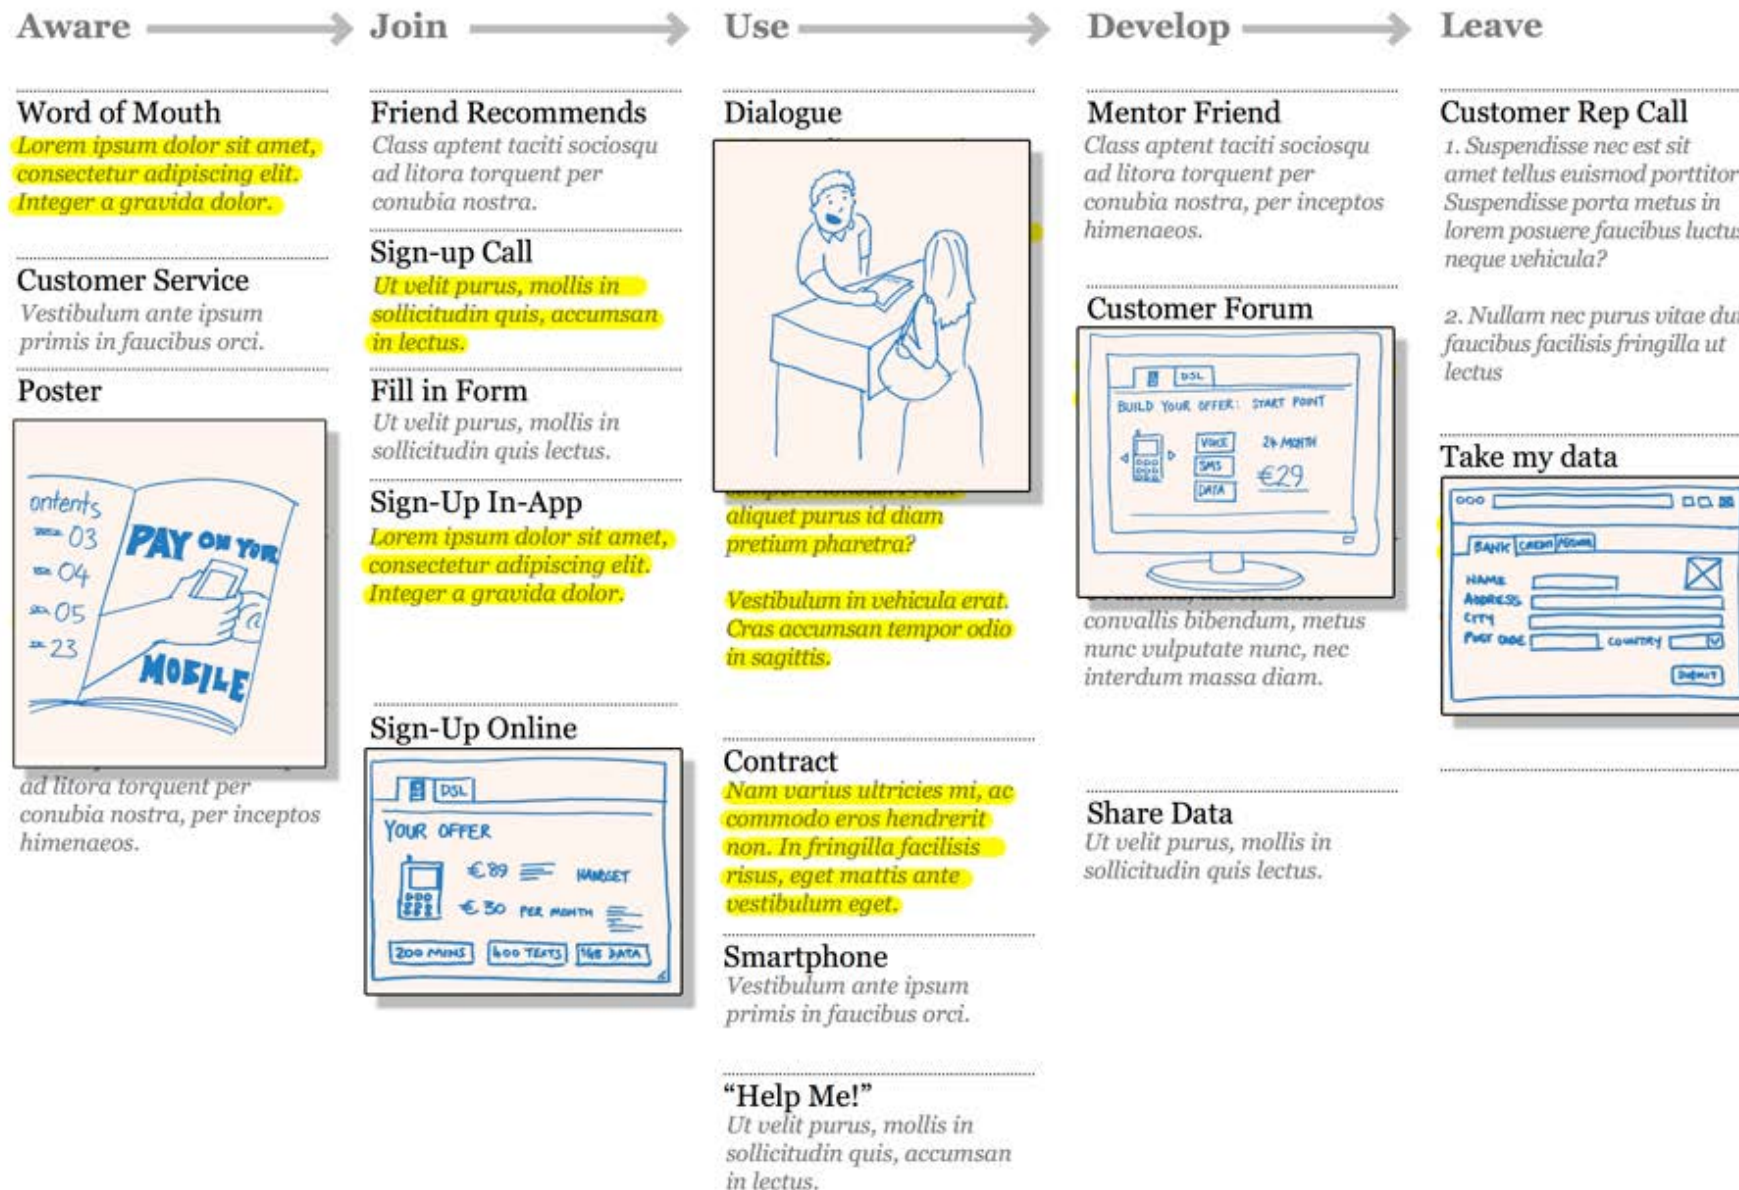 Aware
Join
Use
Develop
Leave
Word of Mouth
Lorem ipsum dolor sit amet,
consectetur adipiscing elit.
Integer a gravida dolor.
Customer Service
Vestibulum ante ipsum
primis in faucibus orci.
Poster
ontents
03
04
05
23
PAY ON YOUR
MOBILE
ad litora torquent per
conubia nostra, per inceptos
himenaeos.
Friend Recommends
Class aptent taciti sociosqu
ad litora torquent per
conubia nostra.
Sign-up Call
Ut velit purus, mollis in
sollicitudin quis, accumsan
in lectus.
Fill in Form
Ut velit purus, mollis in
sollicitudin quis lectus.
Sign-Up In-App
Lorem ipsum dolor sit amet,
consectetur adipiscing elit.
Integer a gravida dolor.
Sign-Up Online
DSL
YOUR OFFER
€89 HANDSET
€30 PER MONTH
200 MINS 400 TEXTS 1GB DATA
Dialogue
aliquet purus id diam
pretium pharetra?
Vestibulum in vehicula erat.
Cras accumsan tempor odio
in sagittis.
Contract
Nam varius ultricies mi, ac
commodo eros hendrerit
non. In fringilla facilisis
risus, eget mattis ante
vestibulum eget.
Smartphone
Vestibulum ante ipsum
primis in faucibus orci.
“Help Me!”
Ut velit purus, mollis in
sollicitudin quis, accumsan
in lectus.
Mentor Friend
Class aptent taciti sociosqu
ad litora torquent per
conubia nostra, per inceptos
himenaeos.
Customer Forum
DSL
BUILD YOUR OFFER: START POINT
VOICE 24 MONTH
SMS €29
DATA
convallis bibendum, metus
nunc vulputate nunc, nec
interdum massa diam.
Share Data
Ut velit purus, mollis in
sollicitudin quis lectus.
Customer Rep Call
1. Suspendisse nec est sit
amet tellus euismod porttitor
Suspendisse porta metus in
lorem posuere faucibus luctus
neque vehicula?
2. Nullam nec purus vitae dui
faucibus facilisis fringilla ut
lectus
Take my data
BANK CREDIT
NAME
ADDRESS
CITY
POST CODE COUNTRY
SUBMIT